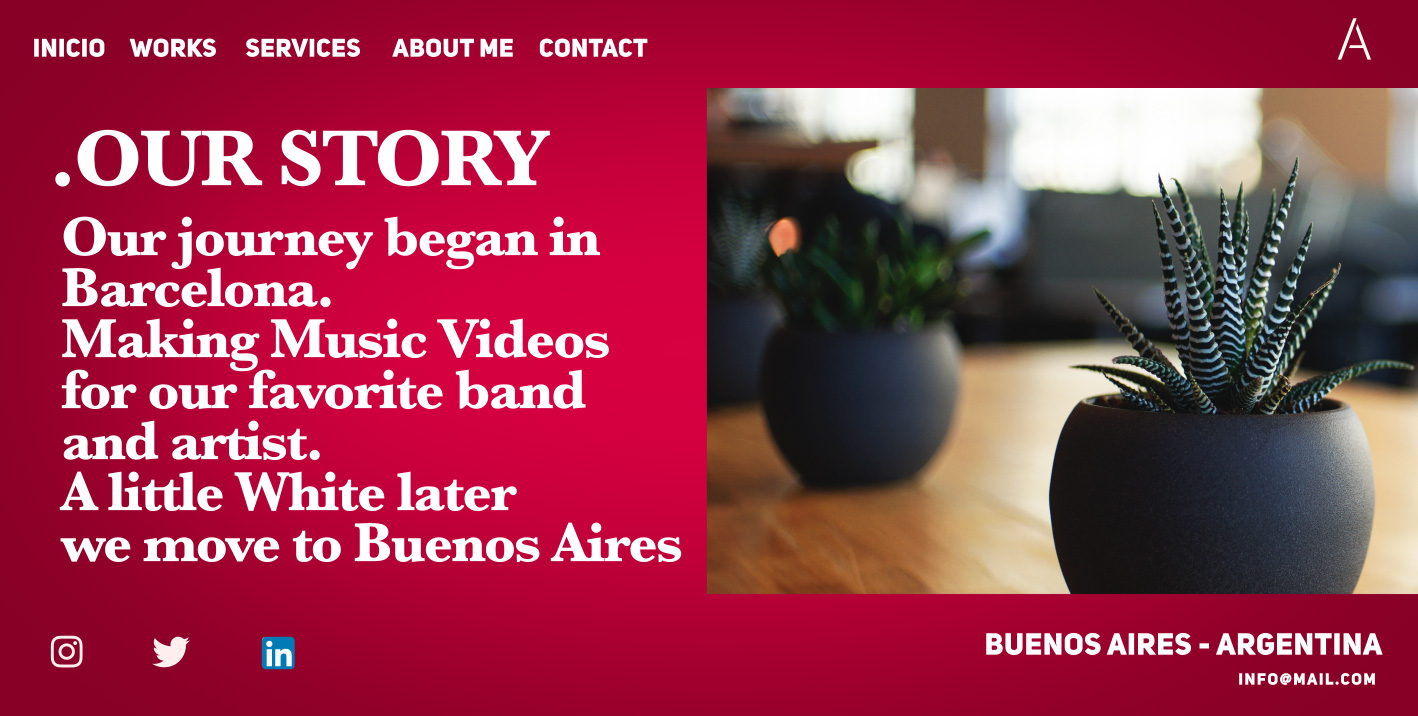 INICIO WORKS SERVICES ABOUT ME CONTACT
A
.OUR STORY
Our journey began in
Barcelona.
Making Music Videos
for our favorite band
and artist.
A little White later
we move to Buenos Aires
in
BUENOS AIRES - ARGENTINA
INFO@MAIL.COM